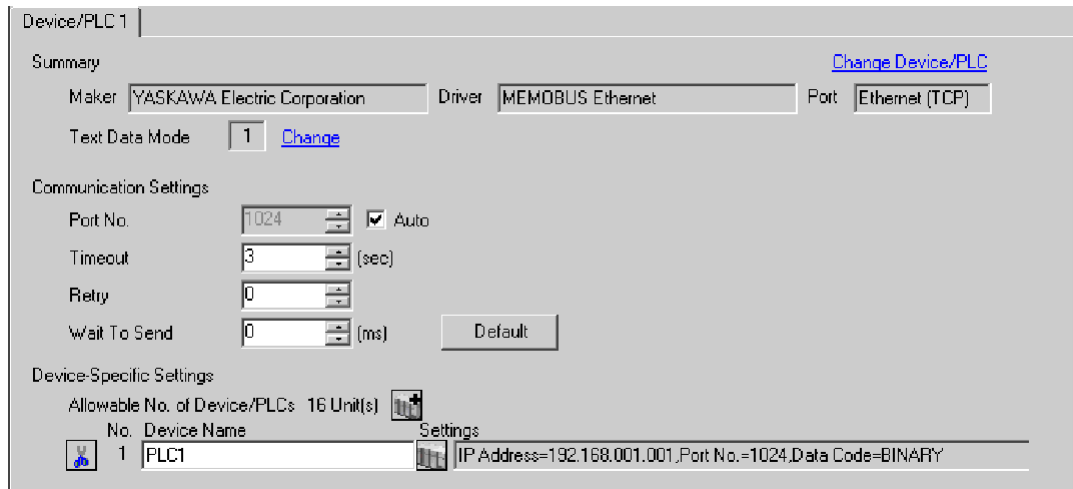 Device/PLC 1
Summary
Change Device/PLC
Maker YASKAWA Electric Corporation Driver MEMOBUS Ethernet Port Ethernet (TCP)
Text Data Mode 1 Change
Communication Settings
Port No. 1024 Auto
Timeout 3 (sec)
Retry 0
Wait To Send 0 (ms) Default
Device-Specific Settings
Allowable No. of Device/PLCs 16 Unit(s)
No. Device Name Settings
1 PLC1 IP Address=192.168.001.001,Port No.=1024,Data Code=BINARY